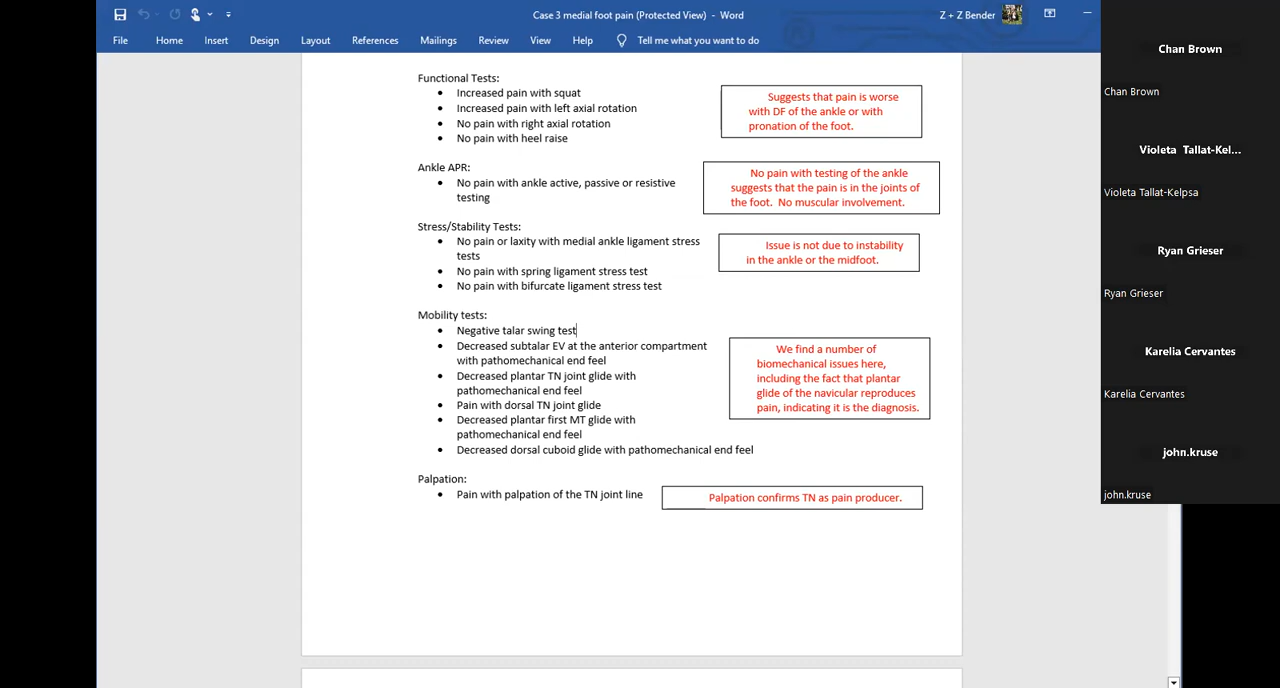 Case 3 medial foot pain (Protected View) - Word
Z + Z Bender
File Home Insert Design Layout References Mailings Review View Help Tell me what you want to do
Functional Tests:
• Increased pain with squat
• Increased pain with left axial rotation
• No pain with right axial rotation
• No pain with heel raise
Suggests that pain is worse
with DF of the ankle or with
pronation of the foot.
Ankle APR:
• No pain with ankle active, passive or resistive
testing
No pain with testing of the ankle
suggests that the pain is in the joints of
the foot. No muscular involvement.
Stress/Stability Tests:
• No pain or laxity with medial ankle ligament stress
tests
• No pain with spring ligament stress test
• No pain with bifurcate ligament stress test
Issue is not due to instability
in the ankle or the midfoot.
Mobility tests:
• Negative talar swing test
• Decreased subtalar EV at the anterior compartment
with pathomechanical end feel
• Decreased plantar TN joint glide with
pathomechanical end feel
• Pain with dorsal TN joint glide
• Decreased plantar first MT glide with
pathomechanical end feel
• Decreased dorsal cuboid glide with pathomechanical end feel
We find a number of
biomechanical issues here,
including the fact that plantar
glide of the navicular reproduces
pain, indicating it is the diagnosis.
Palpation:
• Pain with palpation of the TN joint line
Palpation confirms TN as pain producer.
Chan Brown
Chan Brown
Violeta Tallat-Kel...
Violeta Tallat-Kelpsa
Ryan Grieser
Ryan Grieser
Karelia Cervantes
Karelia Cervantes
john.kruse
john.kruse